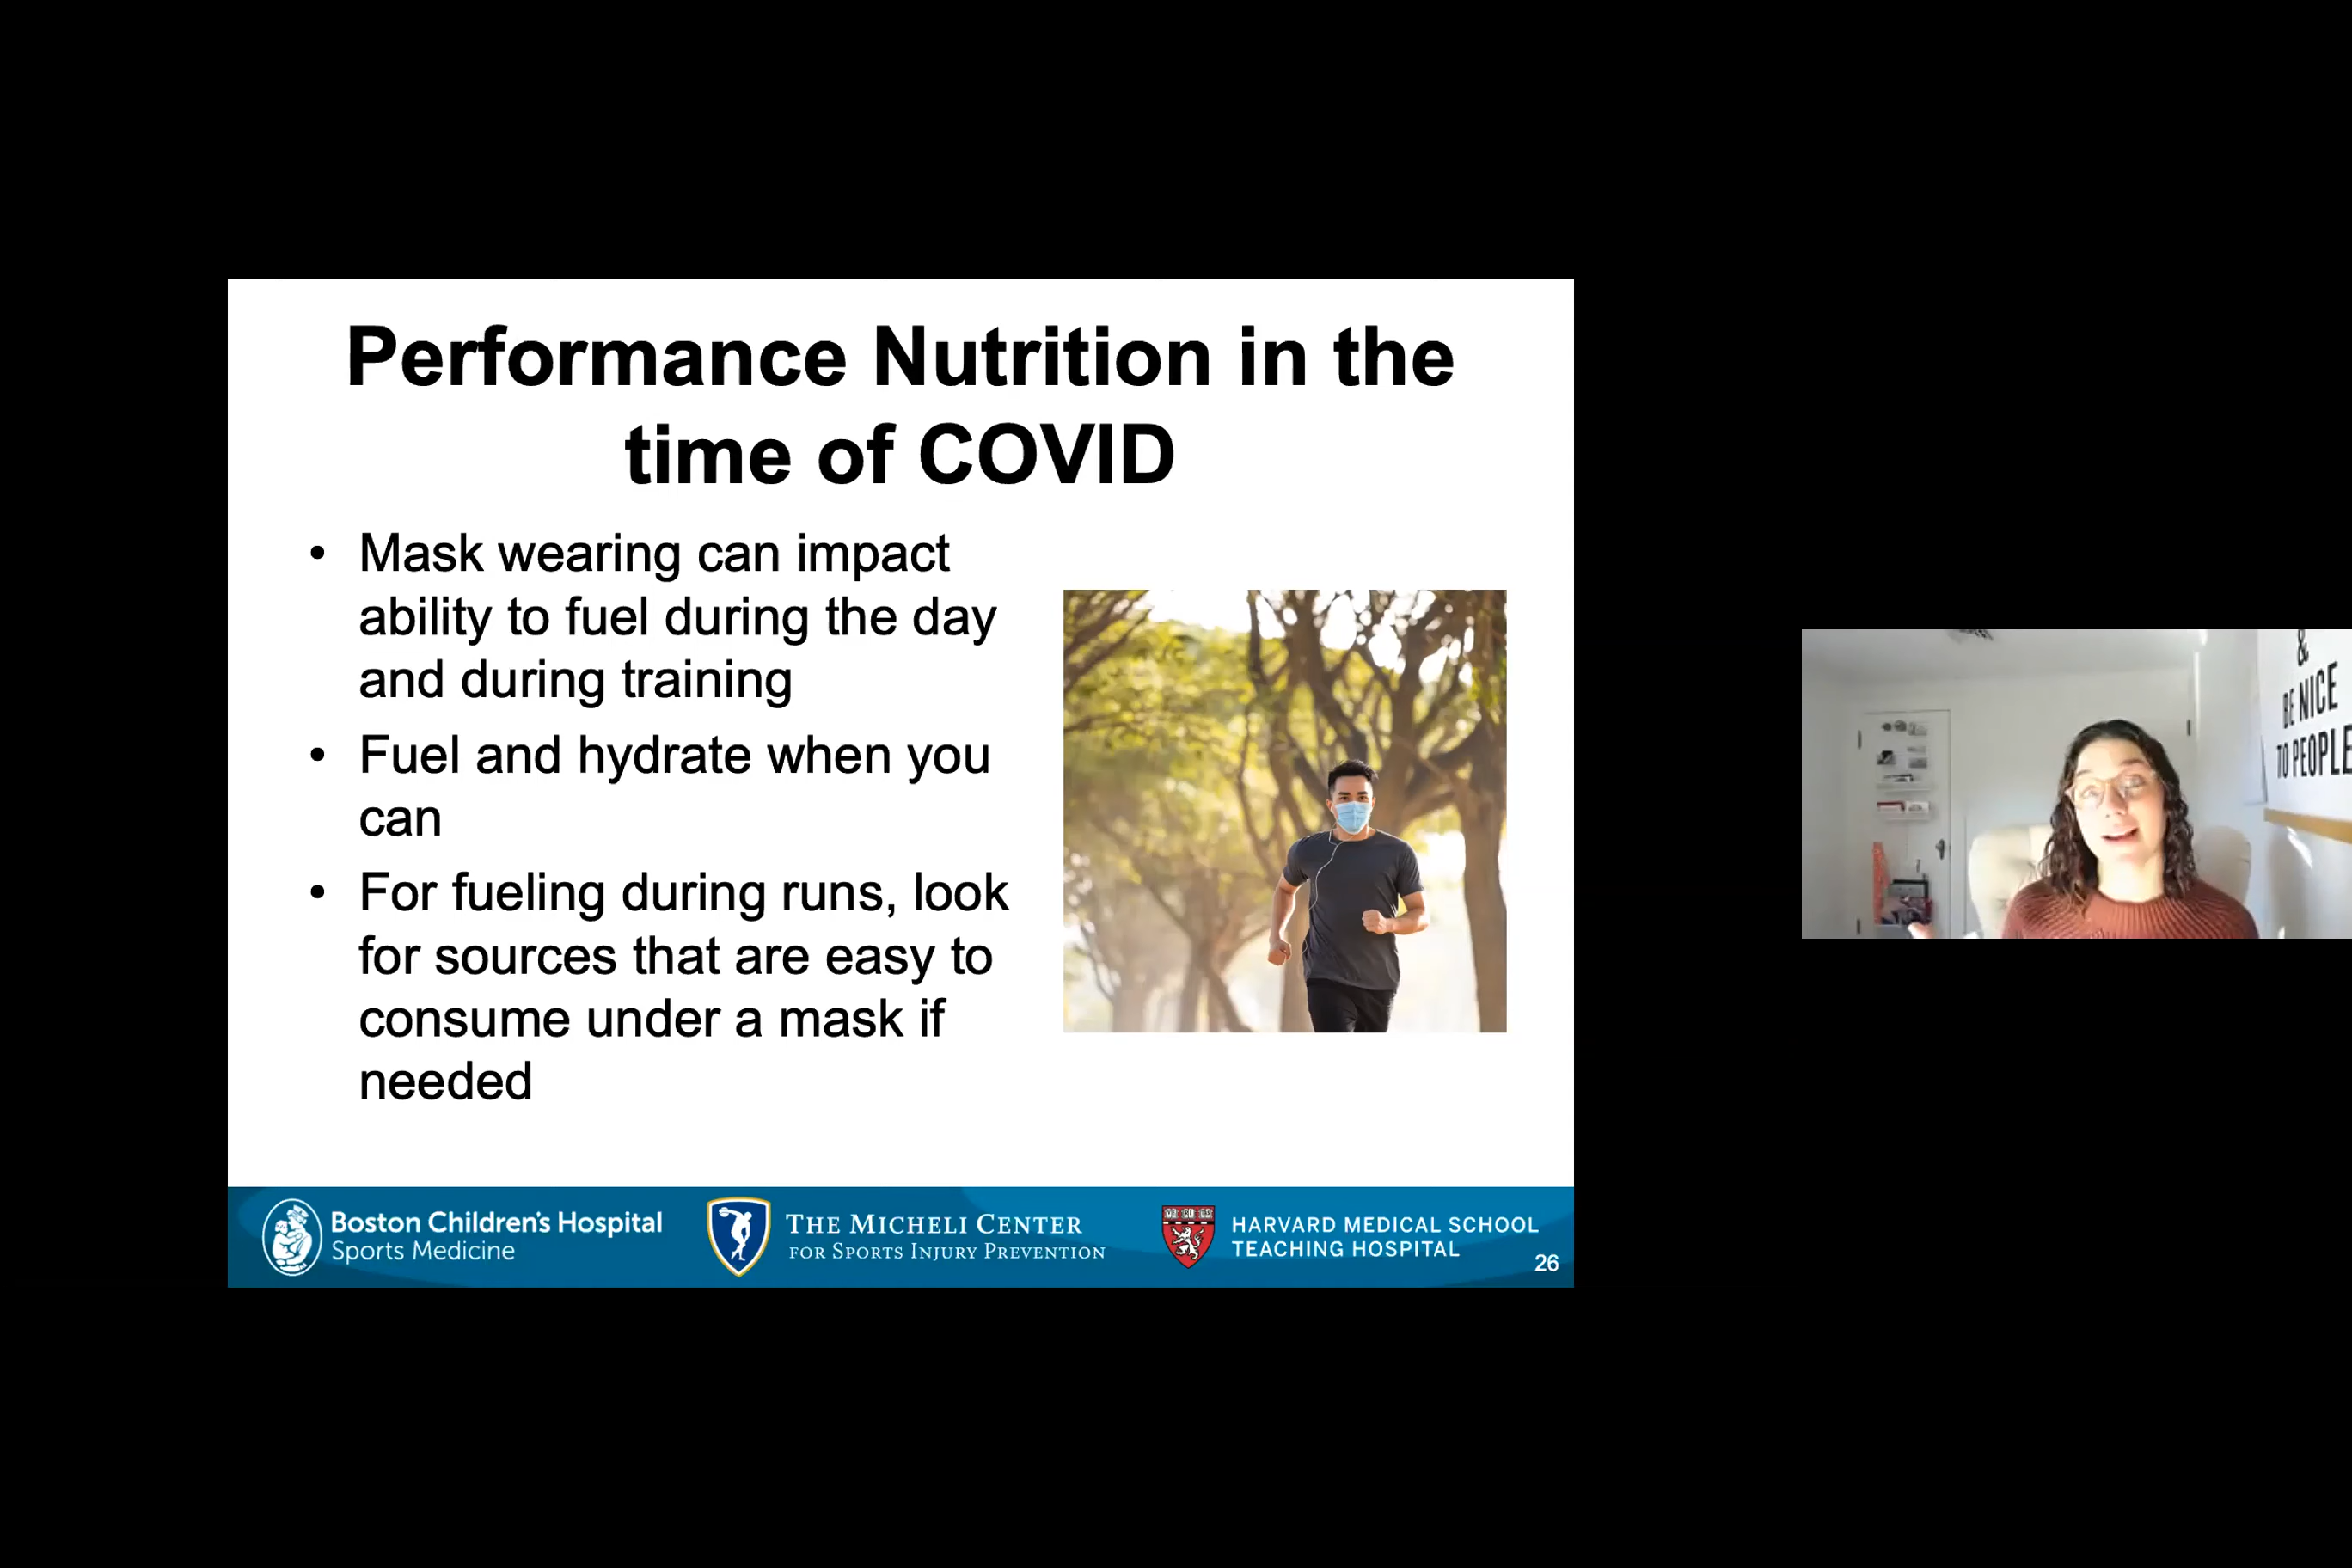 Performance Nutrition in the
time of COVID
• Mask wearing can impact
ability to fuel during the day
and during training
• Fuel and hydrate when you
can
• For fueling during runs, look
for sources that are easy to
consume under a mask if
needed
Boston Children's Hospital
Sports Medicine
THE MICHELI CENTER
FOR SPORTS INJURY PREVENTION
HARVARD MEDICAL SCHOOL
TEACHING HOSPITAL
26
&
BE NICE
TO PEOPLE